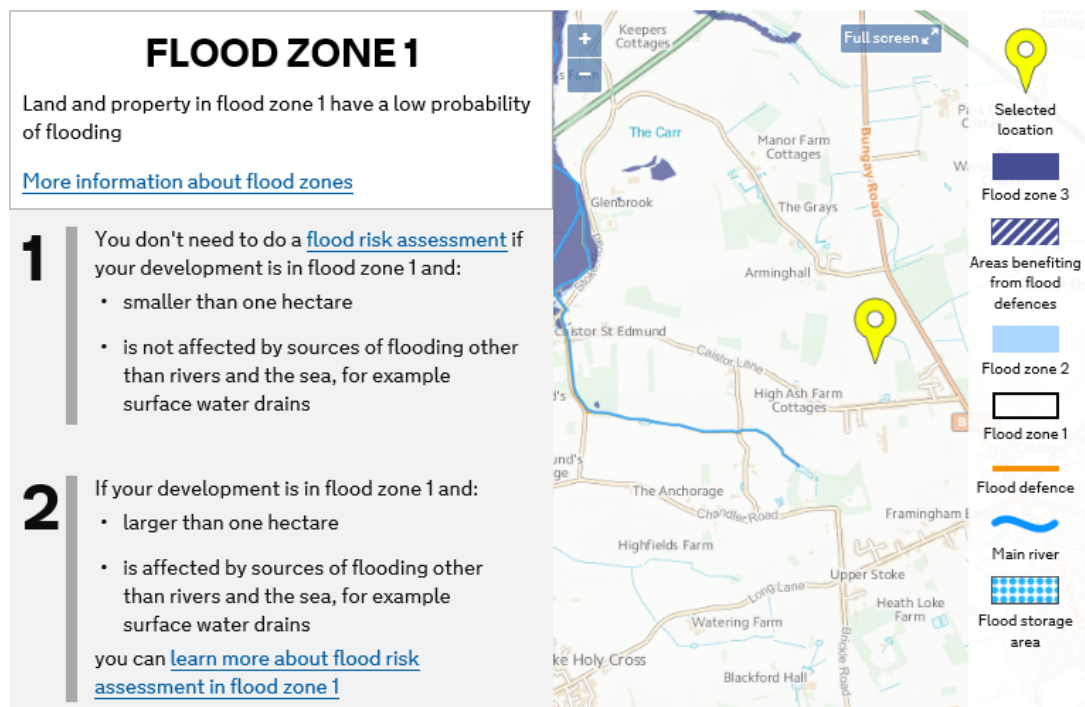 FLOOD ZONE 1
Land and property in flood zone 1 have a low probability
of flooding
More information about flood zones
1
You don't need to do a flood risk assessment if
your development is in flood zone 1 and:
• smaller than one hectare
• is not affected by sources of flooding other
than rivers and the sea, for example
surface water drains
2
If your development is in flood zone 1 and:
• larger than one hectare
• is affected by sources of flooding other
than rivers and the sea, for example
surface water drains
you can learn more about flood risk
assessment in flood zone 1
+
−
Keepers
Cottages
Full screen
The Carr
Manor Farm
Cottages
Bungay Road
Glenbrook
The Grays
Arminghall
Caistor St Edmund
Caistor Lane
High Ash Farm
Cottages
B
The Anchorage
Chandler Road
Framingham
Highfields Farm
Upper Stoke
Long Lane
Heath Loke
Farm
Watering Farm
ke Holy Cross
Brickle Road
Blackford Hall
Selected
location
Flood zone 3
Areas benefiting
from flood
defences
Flood zone 2
Flood zone 1
Flood defence
Main river
Flood storage
area